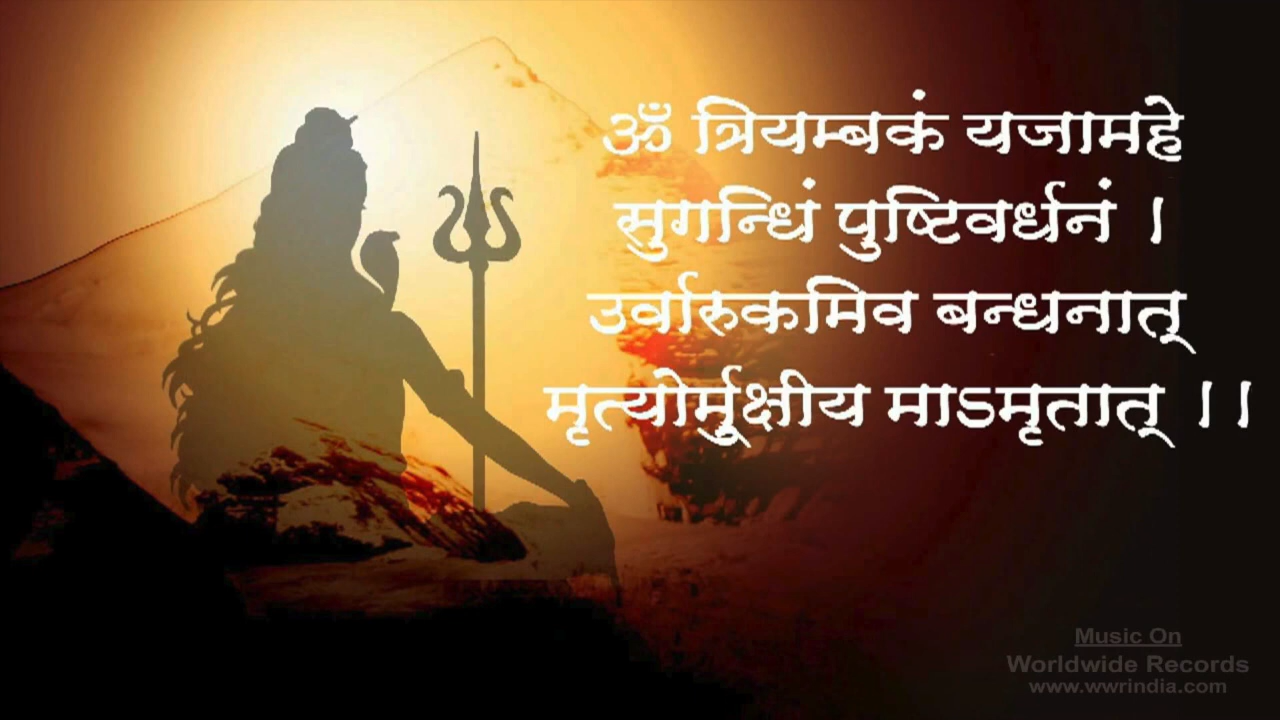 ॐ त्रियम्बकं यजामहे
सुगन्धिं पुष्टिवर्धनं ।
उर्वारुकमिव बन्धनात्
मृत्योर्मुक्षीय माऽमृतात् ।।
Music On
Worldwide Records
www.wwrindia.com